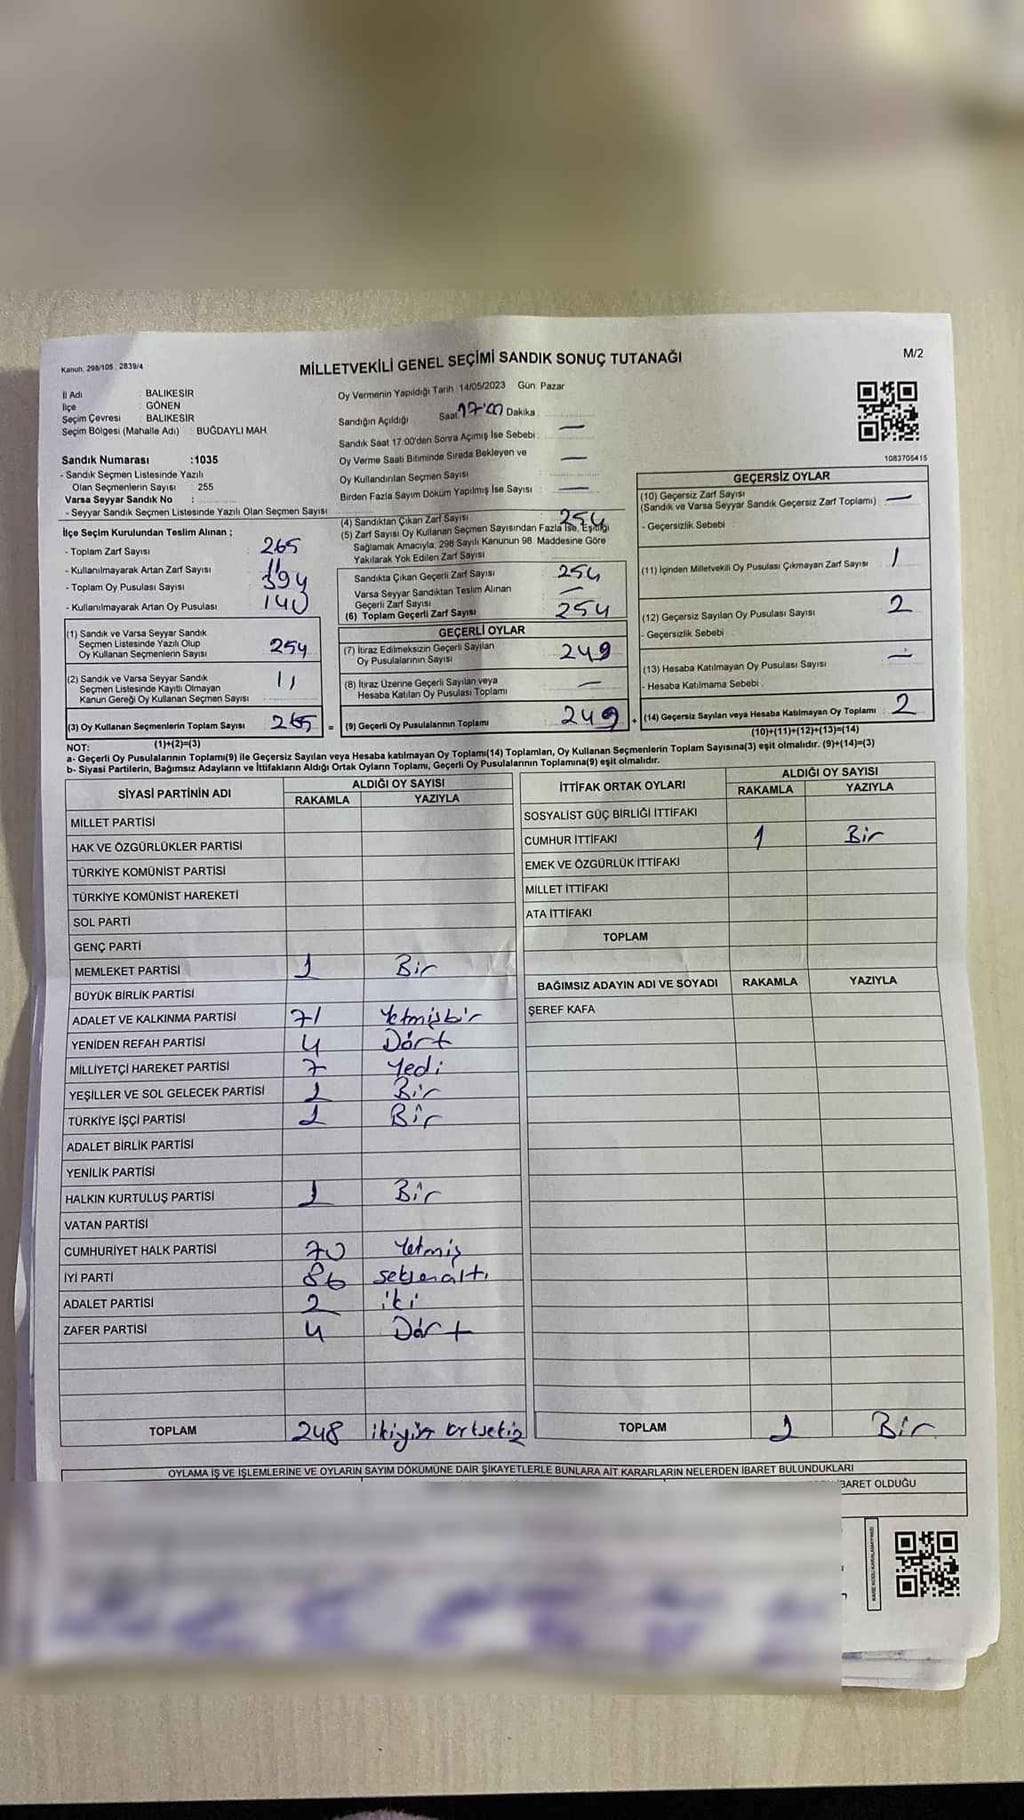 Kanun: 298/105 : 2839/4
MİLLETVEKİLİ GENEL SEÇİMİ SANDIK SONUÇ TUTANAĞI
M/2
İl Adı : BALIKESİR
İlçe : GÖNEN
Seçim Çevresi : BALIKESİR
Seçim Bölgesi (Mahalle Adı) : BUĞDAYLI MAH
Sandık Numarası :1035
- Sandık Seçmen Listesinde Yazılı
Olan Seçmenlerin Sayısı : 255
Varsa Seyyar Sandık No :
- Seyyar Sandık Seçmen Listesinde Yazılı Olan Seçmen Sayısı
Oy Vermenin Yapıldığı Tarih :14/05/2023 Gün: Pazar
Sandığın Açıldığı Saat 17:00 Dakika
Sandık Saat 17:00'den Sonra Açımış İse Sebebi : —
Oy Verme Saati Bitiminde Sırada Bekleyen ve
Oy Kullandırılan Seçmen Sayısı —
Birden Fazla Sayım Döküm Yapılmış İse Sayısı —
1083705415
İlçe Seçim Kurulundan Teslim Alınan ;
- Toplam Zarf Sayısı 265
- Kullanılmayarak Artan Zarf Sayısı 11
- Toplam Oy Pusulası Sayısı 394
- Kullanılmayarak Artan Oy Pusulası 140
(1) Sandık ve Varsa Seyyar Sandık
Seçmen Listesinde Yazılı Olup
Oy Kullanan Seçmenlerin Sayısı 254
(2) Sandık ve Varsa Seyyar Sandık
Seçmen Listesinde Kayıtlı Olmayan
Kanun Gereği Oy Kullanan Seçmen Sayısı 11
(3) Oy Kullanan Seçmenlerin Toplam Sayısı 265 =
(1)+(2)=(3)
(4) Sandıktan Çıkan Zarf Sayısı 254
(5) Zarf Sayısı Oy Kullanan Seçmen Sayısından Fazla İse, Eşitliği
Sağlamak Amacıyla, 298 Sayılı Kanunun 98. Maddesine Göre
Yakılarak Yok Edilen Zarf Sayısı
Sandıkta Çıkan Geçerli Zarf Sayısı 254
Varsa Seyyar Sandıktan Teslim Alınan
Geçerli Zarf Sayısı —
(6) Toplam Geçerli Zarf Sayısı 254
GEÇERLİ OYLAR
(7) İtiraz Edilmeksizin Geçerli Sayılan
Oy Pusulalarının Sayısı 249
(8) İtiraz Üzerine Geçerli Sayılan veya
Hesaba Katılan Oy Pusulası Toplamı —
(9) Geçerli Oy Pusulalarının Toplamı 249 +
GEÇERSİZ OYLAR
(10) Geçersiz Zarf Sayısı
(Sandık ve Varsa Seyyar Sandık Geçersiz Zarf Toplamı) —
- Geçersizlik Sebebi :
(11) İçinden Milletvekili Oy Pusulası Çıkmayan Zarf Sayısı 1
(12) Geçersiz Sayılan Oy Pusulası Sayısı 2
- Geçersizlik Sebebi :
(13) Hesaba Katılmayan Oy Pusulası Sayısı —
- Hesaba Katılmama Sebebi :
(14) Geçersiz Sayılan veya Hesaba Katılmayan Oy Toplamı : 2
(10)+(11)+(12)+(13)=(14)
NOT:
a- Geçerli Oy Pusulalarının Toplamı(9) ile Geçersiz Sayılan veya Hesaba katılmayan Oy Toplamı(14) Toplamları, Oy Kullanan Seçmenlerin Toplam Sayısına(3) eşit olmalıdır. (9)+(14)=(3)
b- Siyasi Partilerin, Bağımsız Adayların ve İttifakların Aldığı Ortak Oyların Toplamı, Geçerli Oy Pusulalarının Toplamına(9) eşit olmalıdır.
SİYASİ PARTİNİN ADI ALDIĞI OY SAYISI
RAKAMLA YAZIYLA
MİLLET PARTİSİ
HAK VE ÖZGÜRLÜKLER PARTİSİ
TÜRKİYE KOMÜNİST PARTİSİ
TÜRKİYE KOMÜNİST HAREKETİ
SOL PARTİ
GENÇ PARTİ
MEMLEKET PARTİSİ 1 Bir
BÜYÜK BİRLİK PARTİSİ
ADALET VE KALKINMA PARTİSİ 71 Yetmişbir
YENİDEN REFAH PARTİSİ 4 Dört
MİLLİYETÇİ HAREKET PARTİSİ 7 Yedi
YEŞİLLER VE SOL GELECEK PARTİSİ 1 Bir
TÜRKİYE İŞÇİ PARTİSİ 1 Bir
ADALET BİRLİK PARTİSİ
YENİLİK PARTİSİ
HALKIN KURTULUŞ PARTİSİ 1 Bir
VATAN PARTİSİ
CUMHURİYET HALK PARTİSİ 70 Yetmiş
İYİ PARTİ 86 seksenaltı
ADALET PARTİSİ 2 iki
ZAFER PARTİSİ 4 Dört
TOPLAM 248
İTTİFAK ORTAK OYLARI ALDIĞI OY SAYISI
RAKAMLA YAZIYLA
SOSYALİST GÜÇ BİRLİĞİ İTTİFAKI
CUMHUR İTTİFAKI 1 Bir
EMEK VE ÖZGÜRLÜK İTTİFAKI
MİLLET İTTİFAKI
ATA İTTİFAKI
TOPLAM
BAĞIMSIZ ADAYIN ADI VE SOYADI RAKAMLA YAZIYLA
ŞEREF KAFA
TOPLAM 1 Bir
OYLAMA İŞ VE İŞLEMLERİNE VE OYLARIN SAYIM DÖKÜMÜNE DAİR ŞİKAYETLERLE BUNLARA AİT KARARLARIN NELERDEN İBARET BULUNDUKLARI
BARET OLDUĞU